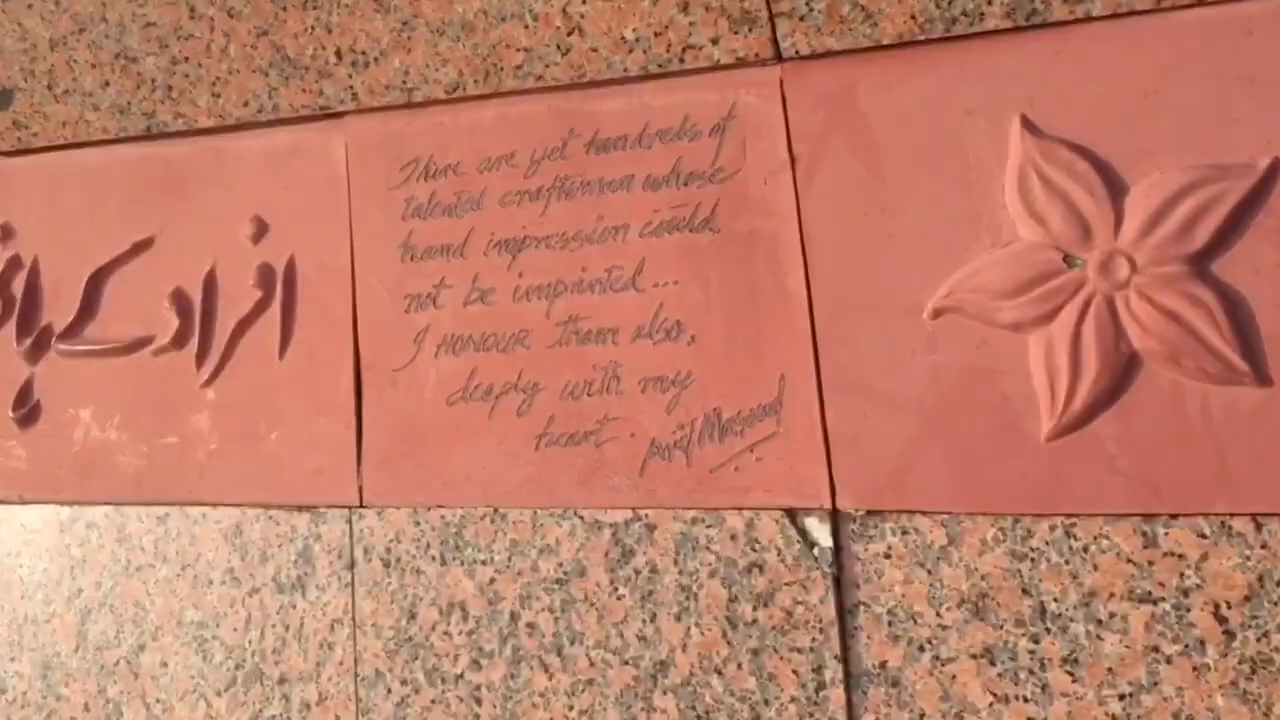 افراد کے
There are yet hundreds of
talented craftsmen whose
hand impression could
not be imprinted...
I HONOUR them also,
deeply with my
heart.
Masood